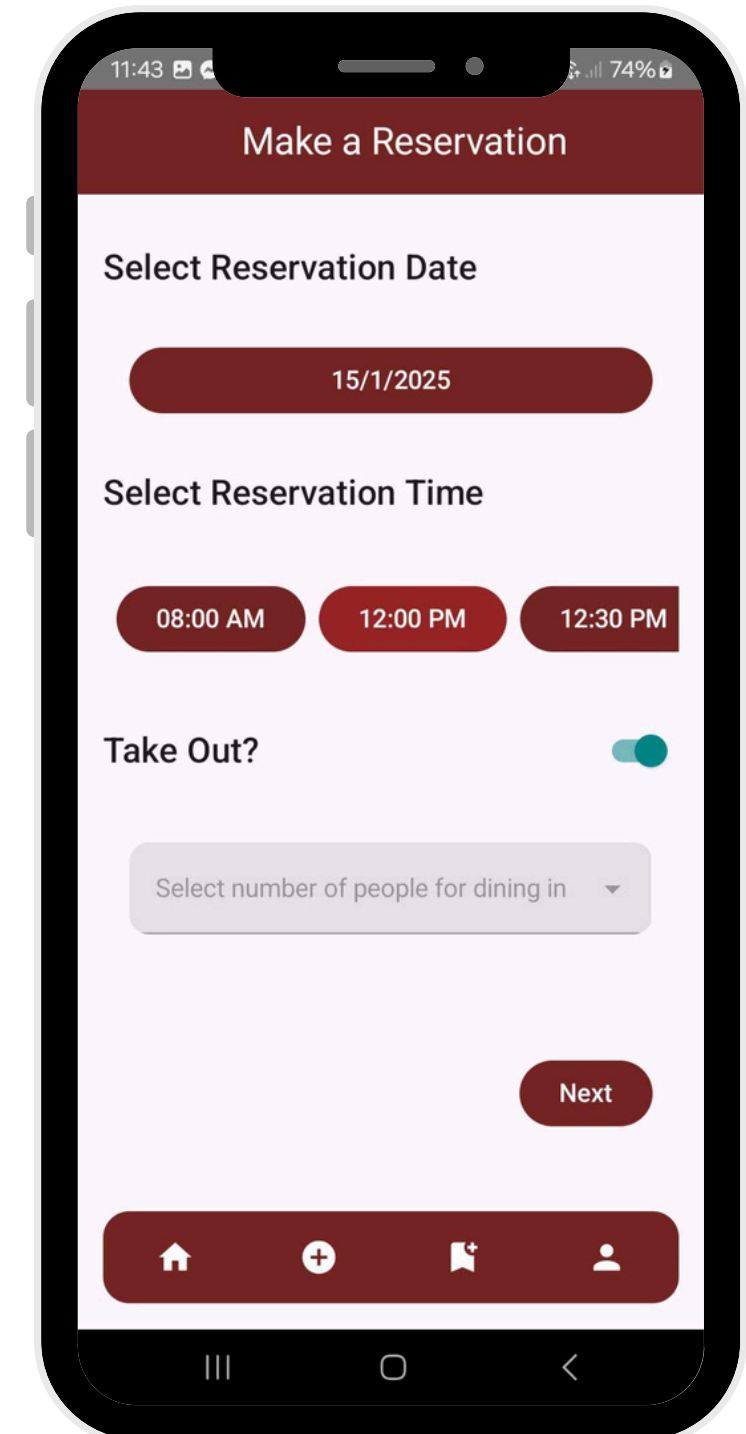 11:43
74%
Make a Reservation
Select Reservation Date
15/1/2025
Select Reservation Time
08:00 AM 12:00 PM 12:30 PM
Take Out?
Select number of people for dining in
Next